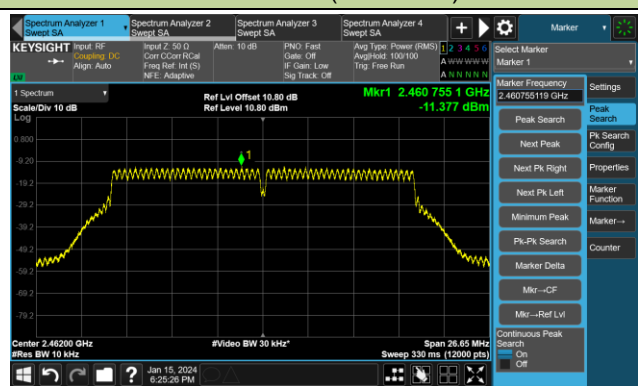 Spectrum Analyzer 1
Swept SA
Spectrum Analyzer 2
Swept SA
Spectrum Analyzer 3
Swept SA
Spectrum Analyzer 4
Swept SA
Marker
KEYSIGHT
Input: RF
Coupling: DC
Align: Auto
Input Z: 50 Ω
Corr CCorr RCal
Freq Ref: Int (S)
NFE: Adaptive
Atten: 10 dB
PNO: Fast
Gate: Off
IF Gain: Low
Sig Track: Off
Avg Type: Power (RMS)
Avg|Hold: 100/100
Trig: Free Run
1 2 3 4 5 6
A W W W W W
A N N N N N
Select Marker
Marker 1
1 Spectrum
Scale/Div 10 dB
Log
Ref Lvl Offset 10.80 dB
Ref Level 10.80 dBm
Mkr1 2.460 755 1 GHz
-11.377 dBm
0.800
-9.20
-19.2
-29.2
-39.2
-49.2
-59.2
-69.2
-79.2
1
Center 2.46200 GHz
#Res BW 10 kHz
#Video BW 30 kHz*
Span 26.65 MHz
Sweep 330 ms (12000 pts)
Marker Frequency
2.460755119 GHz
Peak Search
Next Peak
Next Pk Right
Next Pk Left
Minimum Peak
Pk-Pk Search
Marker Delta
Mkr→CF
Mkr→Ref Lvl
Continuous Peak
Search
On
Off
Settings
Peak
Search
Pk Search
Config
Properties
Marker
Function
Marker→
Counter
?
Jan 15, 2024
6:25:26 PM